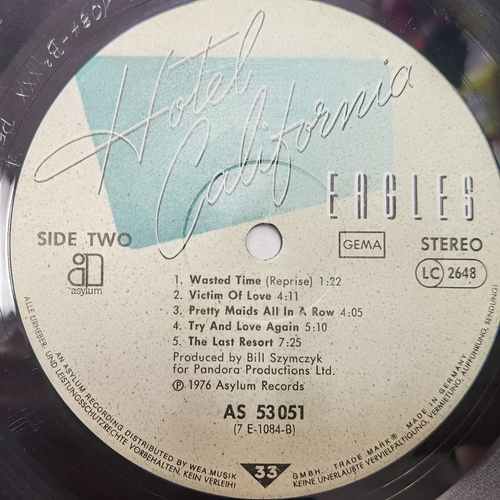 Hotel
California
EAGLES
SIDE TWO
GEMA
STEREO
asylum
LC 2648
1. Wasted Time (Reprise) 1:22
2. Victim Of Love 4:11
3. Pretty Maids All In A Row 4:05
4. Try And Love Again 5:10
5. The Last Resort 7:25
Produced by Bill Szymczyk
for Pandora Productions Ltd.
℗ 1976 Asylum Records
AS 53051
(7 E-1084-B)
33
ALLE URHEBER-
UND LEISTUNGSSCHUTZRECHTE
VORBEHALTEN. KEIN VERLEIH!
AN ASYLUM RECORDING DISTRIBUTED BY WEA MUSIK
GMBH. TRADE MARK ® MADE IN GERMANY
KEINE UNERLAUBTE VERVIELFÄLTIGUNG, VERMIETUNG, AUFFÜHRUNG, SENDUNG!